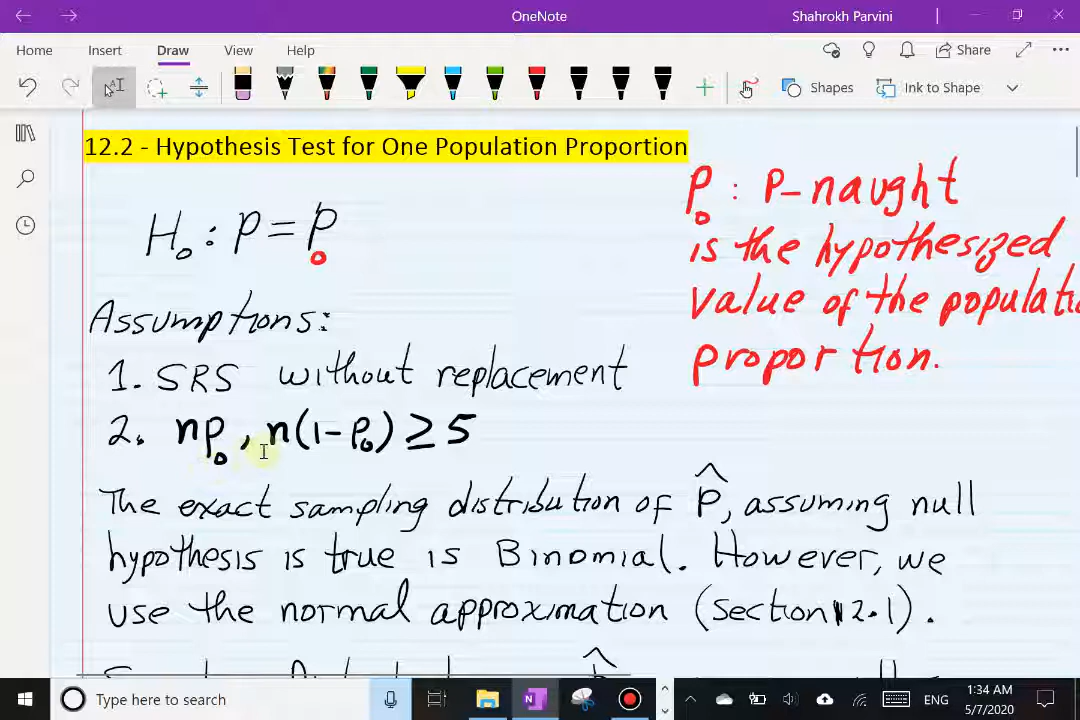 OneNote
Shahrokh Parvini
Home Insert Draw View Help
Share
Shapes
Ink to Shape
12.2 - Hypothesis Test for One Population Proportion
H₀ : P = P₀
P₀ : P-naught
is the hypothesized
value of the populati
proportion.
Assumptions:
1. SRS without replacement
2. np₀, n(1-p₀) ≥ 5
The exact sampling distribution of p̂, assuming null
hypothesis is true is Binomial. However, we
use the normal approximation (section 12.1).
Type here to search
ENG
1:34 AM
5/7/2020